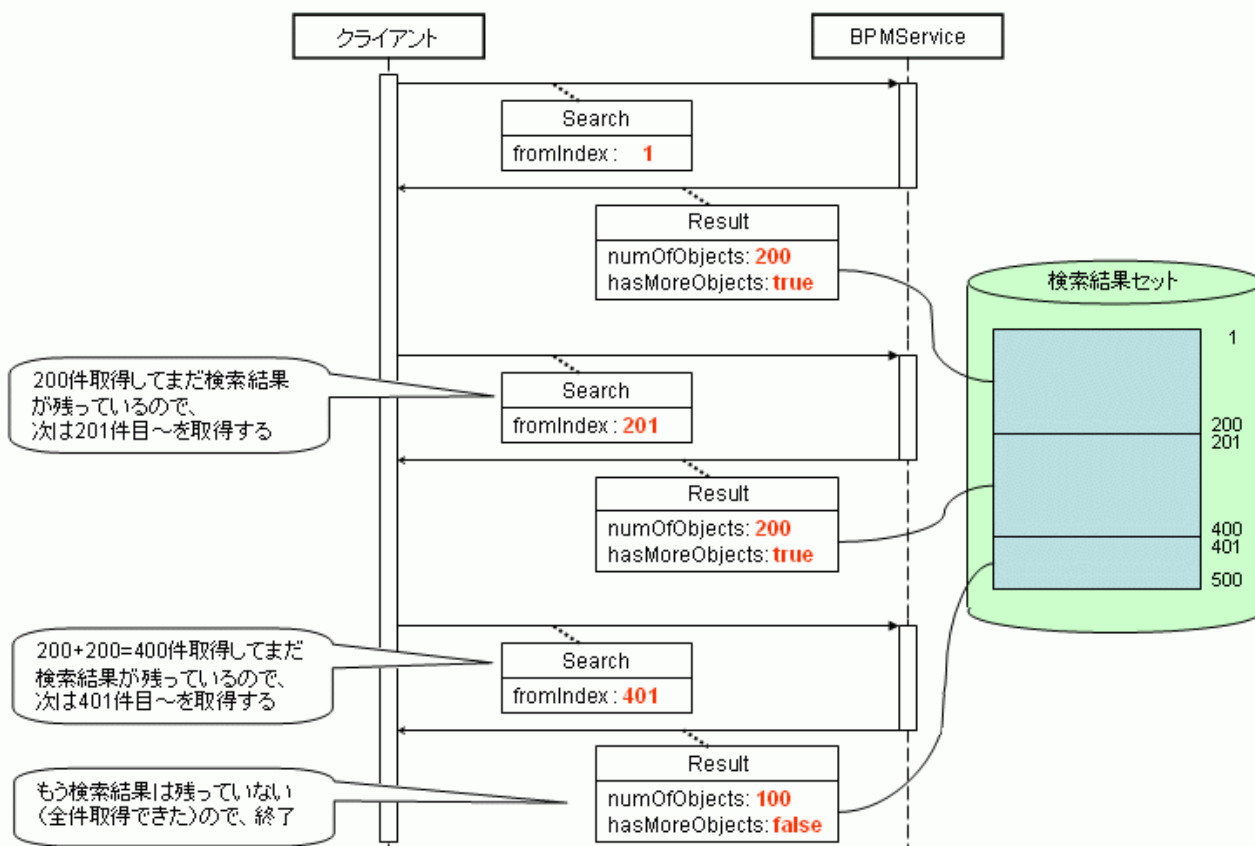 クライアント
BPMService
Search
fromIndex : 1
Result
numOfObjects: 200
hasMoreObjects: true
検索結果セット
1
200
201
400
401
500
200件取得してまだ検索結果
が残っているので、
次は201件目～を取得する
Search
fromIndex : 201
Result
numOfObjects: 200
hasMoreObjects: true
200+200=400件取得してまだ
検索結果が残っているので、
次は401件目～を取得する
Search
fromIndex : 401
Result
numOfObjects: 100
hasMoreObjects: false
もう検索結果は残っていない
(全件取得できた)ので、終了